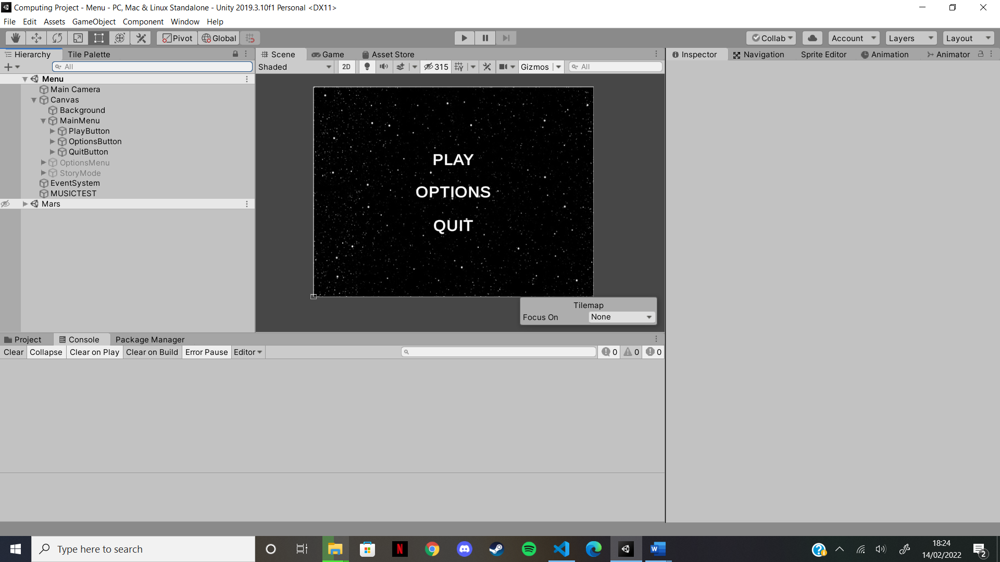 Computing Project - Menu - PC, Mac & Linux Standalone - Unity 2019.3.10f1 Personal <DX11>
File Edit Assets GameObject Component Window Help
Pivot Global Collab Account Layers Layout
Hierarchy Tile Palette
All
Menu
Main Camera
Canvas
Background
MainMenu
PlayButton
OptionsButton
QuitButton
OptionsMenu
StoryMode
EventSystem
MUSICTEST
Mars
Scene Game Asset Store
Shaded 2D 315 Gizmos All
PLAY
OPTIONS
QUIT
Tilemap
Focus On None
Inspector Navigation Sprite Editor Animation Animator
Project Console Package Manager
Clear Collapse Clear on Play Clear on Build Error Pause Editor 0 0 0
Type here to search
N
W
18:24
14/02/2022
2